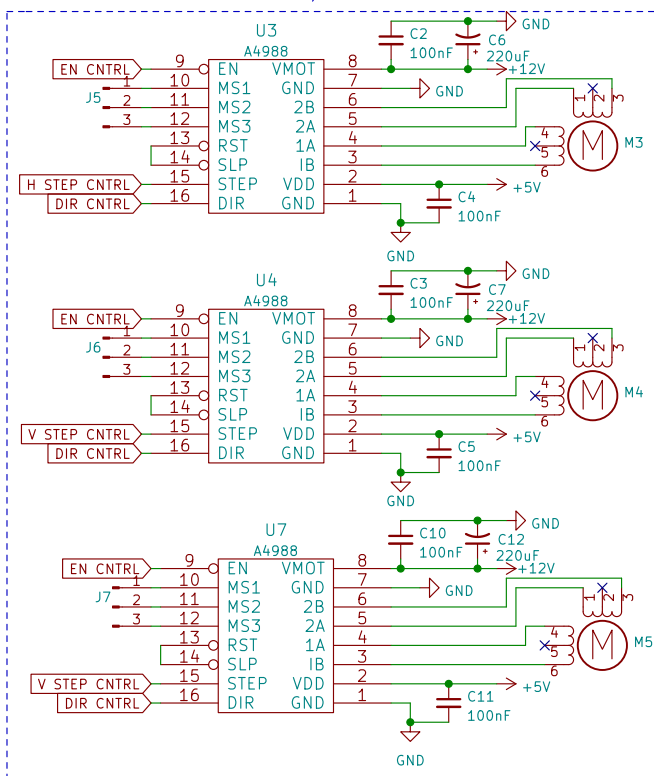 U3
A4988
C2
100nF
C6
220uF
GND
+12V
EN CNTRL 9 EN VMOT 8
J5 1 10 MS1 GND 7 GND
2 11 MS2 2B 6
3 12 MS3 2A 5
13 RST 1A 4
14 SLP IB 3
H STEP CNTRL 15 STEP VDD 2 +5V
DIR CNTRL 16 DIR GND 1
1 2 3
4
5
6
M M3
C4
100nF
GND
U4
A4988
C3
100nF
C7
220uF
GND
+12V
EN CNTRL 9 EN VMOT 8
J6 1 10 MS1 GND 7 GND
2 11 MS2 2B 6
3 12 MS3 2A 5
13 RST 1A 4
14 SLP IB 3
V STEP CNTRL 15 STEP VDD 2 +5V
DIR CNTRL 16 DIR GND 1
1 2 3
4
5
6
M M4
C5
100nF
GND
U7
A4988
C10
100nF
C12
220uF
GND
+12V
EN CNTRL 9 EN VMOT 8
J7 1 10 MS1 GND 7 GND
2 11 MS2 2B 6
3 12 MS3 2A 5
13 RST 1A 4
14 SLP IB 3
V STEP CNTRL 15 STEP VDD 2 +5V
DIR CNTRL 16 DIR GND 1
1 2 3
4
5
6
M M5
C11
100nF
GND